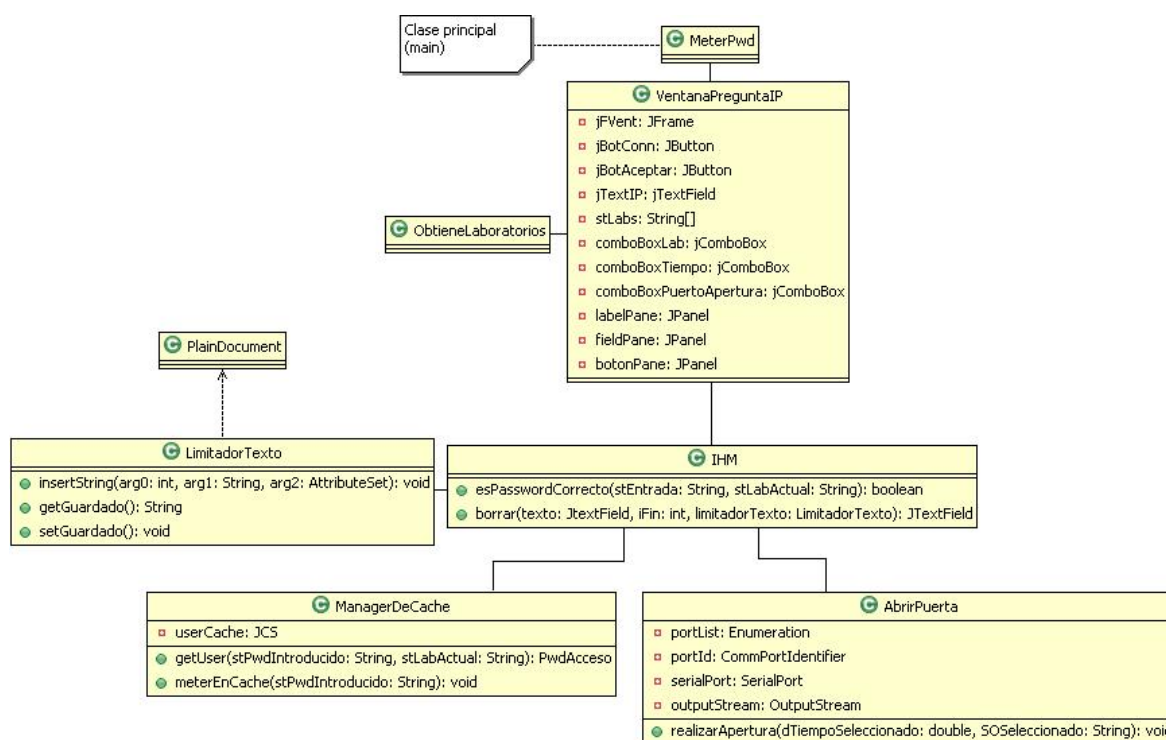 Clase principal
(main)
MeterPwd
VentanaPreguntaIP
jFVent: JFrame
jBotConn: JButton
jBotAceptar: JButton
jTextIP: jTextField
stLabs: String[]
comboBoxLab: jComboBox
comboBoxTiempo: jComboBox
comboBoxPuertoApertura: jComboBox
labelPane: JPanel
fieldPane: JPanel
botonPane: JPanel
ObtieneLaboratorios
PlainDocument
LimitadorTexto
insertString(arg0: int, arg1: String, arg2: AttributeSet): void
getGuardado(): String
setGuardado(): void
IHM
esPasswordCorrecto(stEntrada: String, stLabActual: String): boolean
borrar(texto: JtextField, iFin: int, limitadorTexto: LimitadorTexto): JTextField
ManagerDeCache
userCache: JCS
getUser(stPwdIntroducido: String, stLabActual: String): PwdAcceso
meterEnCache(stPwdIntroducido: String): void
AbrirPuerta
portList: Enumeration
portId: CommPortIdentifier
serialPort: SerialPort
outputStream: OutputStream
realizarApertura(dTiempoSeleccionado: double, SOSeleccionado: String): void